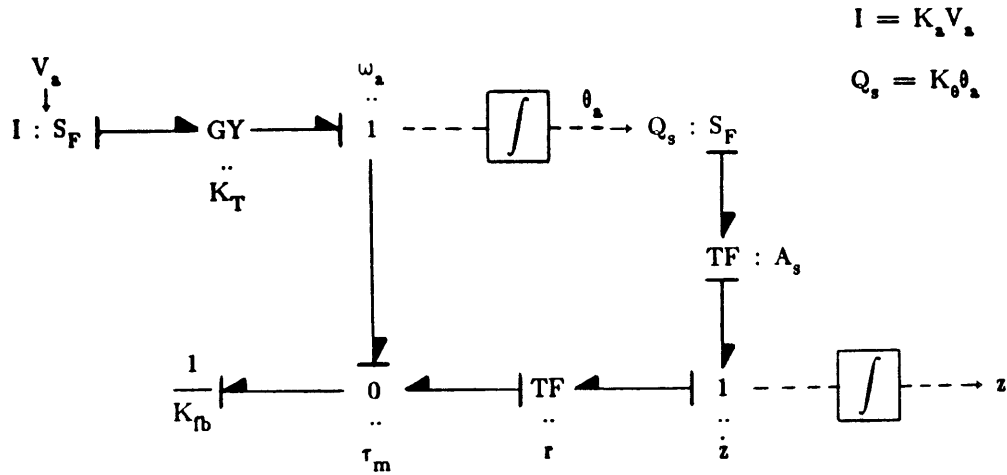 I = KₐVₐ
Vₐ
ωₐ
Qₛ = K_θθₐ
I : S_F
GY
1
∫
θₐ
Qₛ : S_F
K_T
TF : Aₛ
1
K_fb
0
TF
1
∫
z
τₘ
r
ż